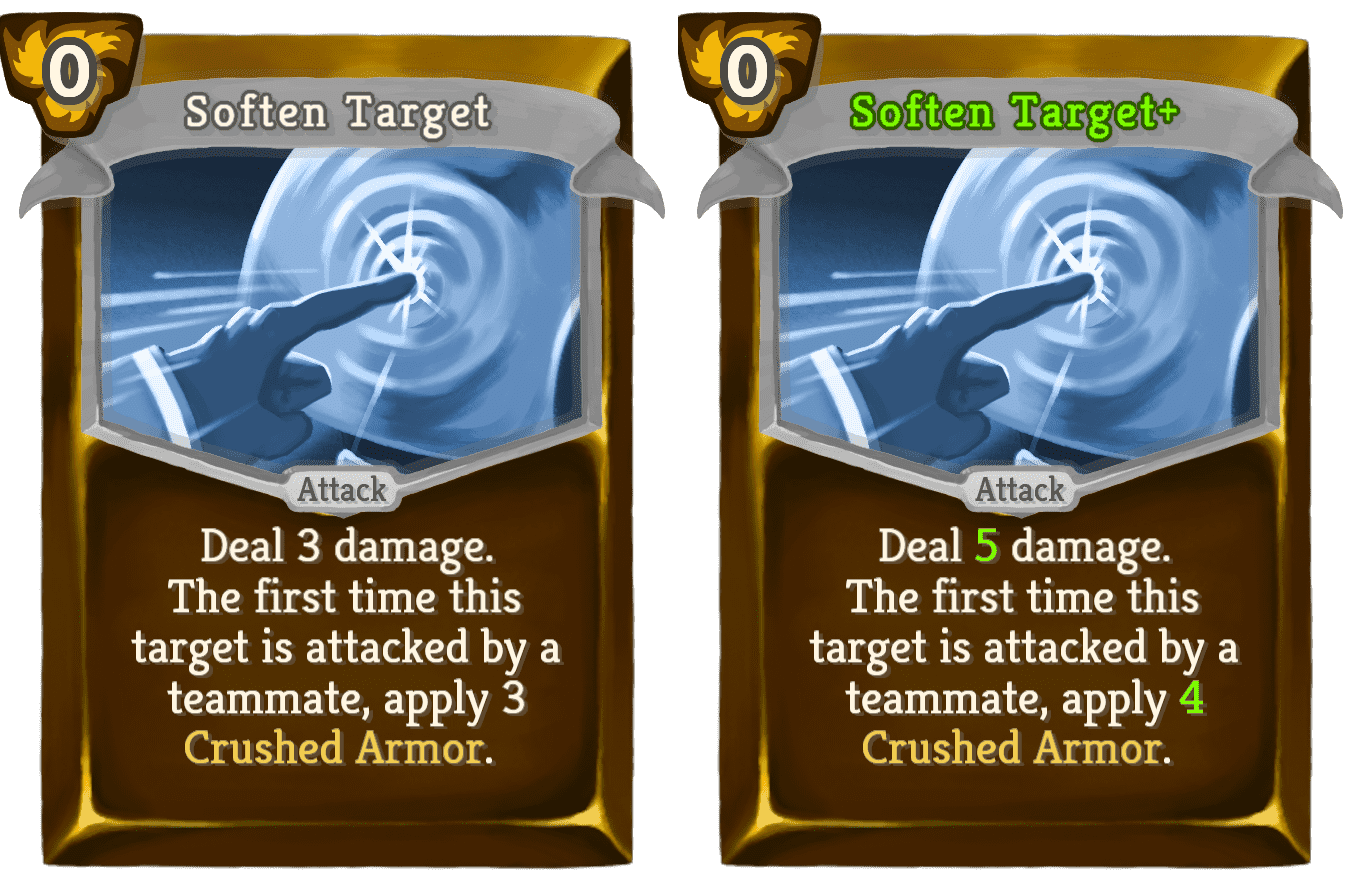 0
Soften Target
Attack
Deal 3 damage.
The first time this
target is attacked by a
teammate, apply 3
Crushed Armor.
0
Soften Target+
Attack
Deal 5 damage.
The first time this
target is attacked by a
teammate, apply 4
Crushed Armor.